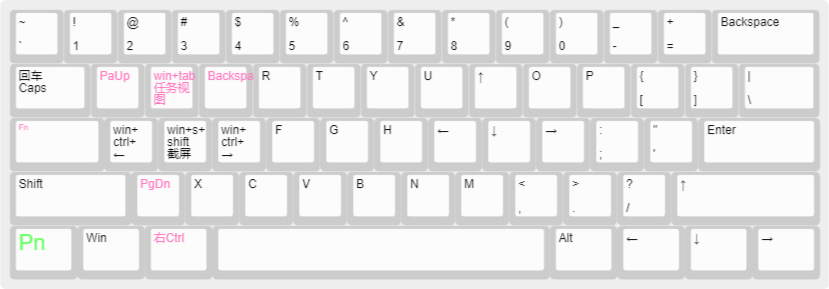 ~ ! @ # $ % ^ & * ( ) _ + Backspace
` 1 2 3 4 5 6 7 8 9 0 - =
回车 PaUp win+tab Backspa R T Y U ↑ O P { } |
Caps 任务视
图 [ ] \
Fn win+ win+s+ win+ F G H ← ↓ → : " Enter
ctrl+ shift ctrl+
← 截屏 → ; '
Shift PgDn X C V B N M < > ? ↑
, . /
Pn Win 右Ctrl Alt ← ↓ →